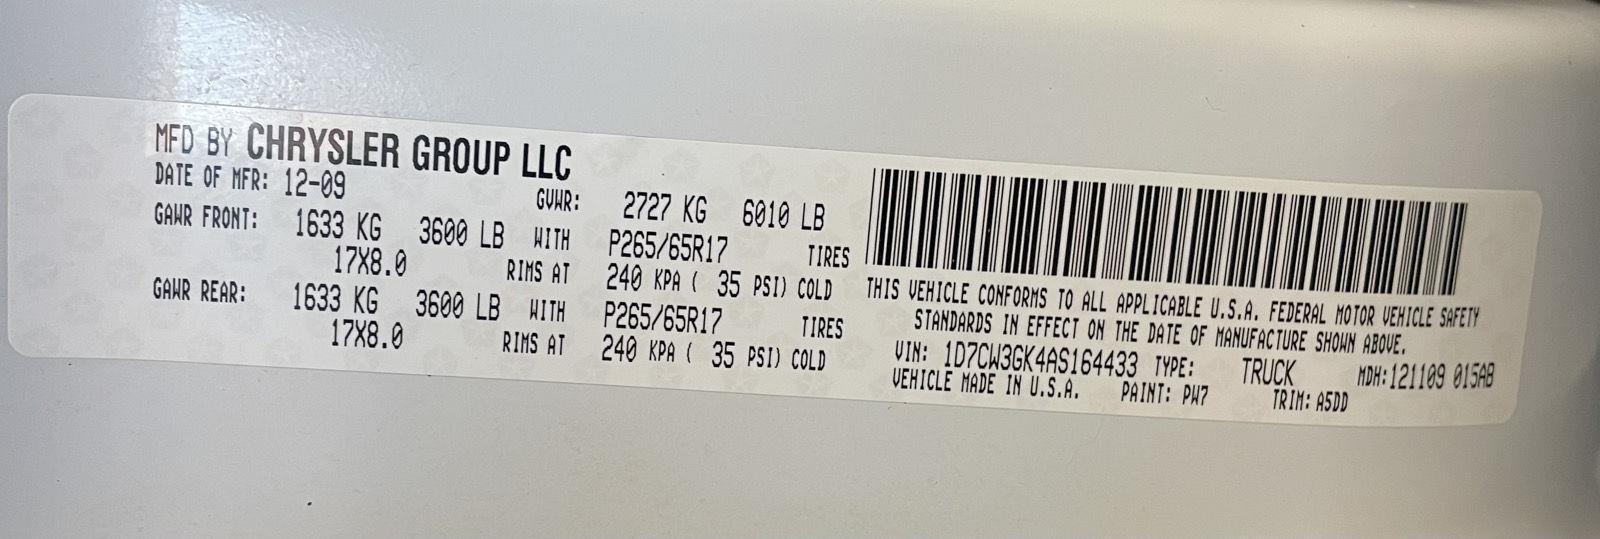 MFD BY CHRYSLER GROUP LLC
DATE OF MFR: 12-09 GVWR: 2727 KG 6010 LB
GAWR FRONT: 1633 KG 3600 LB WITH P265/65R17 TIRES
17X8.0 RIMS AT 240 KPA ( 35 PSI) COLD
GAWR REAR: 1633 KG 3600 LB WITH P265/65R17 TIRES
17X8.0 RIMS AT 240 KPA ( 35 PSI) COLD
THIS VEHICLE CONFORMS TO ALL APPLICABLE U.S.A. FEDERAL MOTOR VEHICLE SAFETY
STANDARDS IN EFFECT ON THE DATE OF MANUFACTURE SHOWN ABOVE.
VIN: 1D7CW3GK4AS164433 TYPE: TRUCK MDH: 121109 015AB
VEHICLE MADE IN U.S.A. PAINT: PW7 TRIM: A5DD